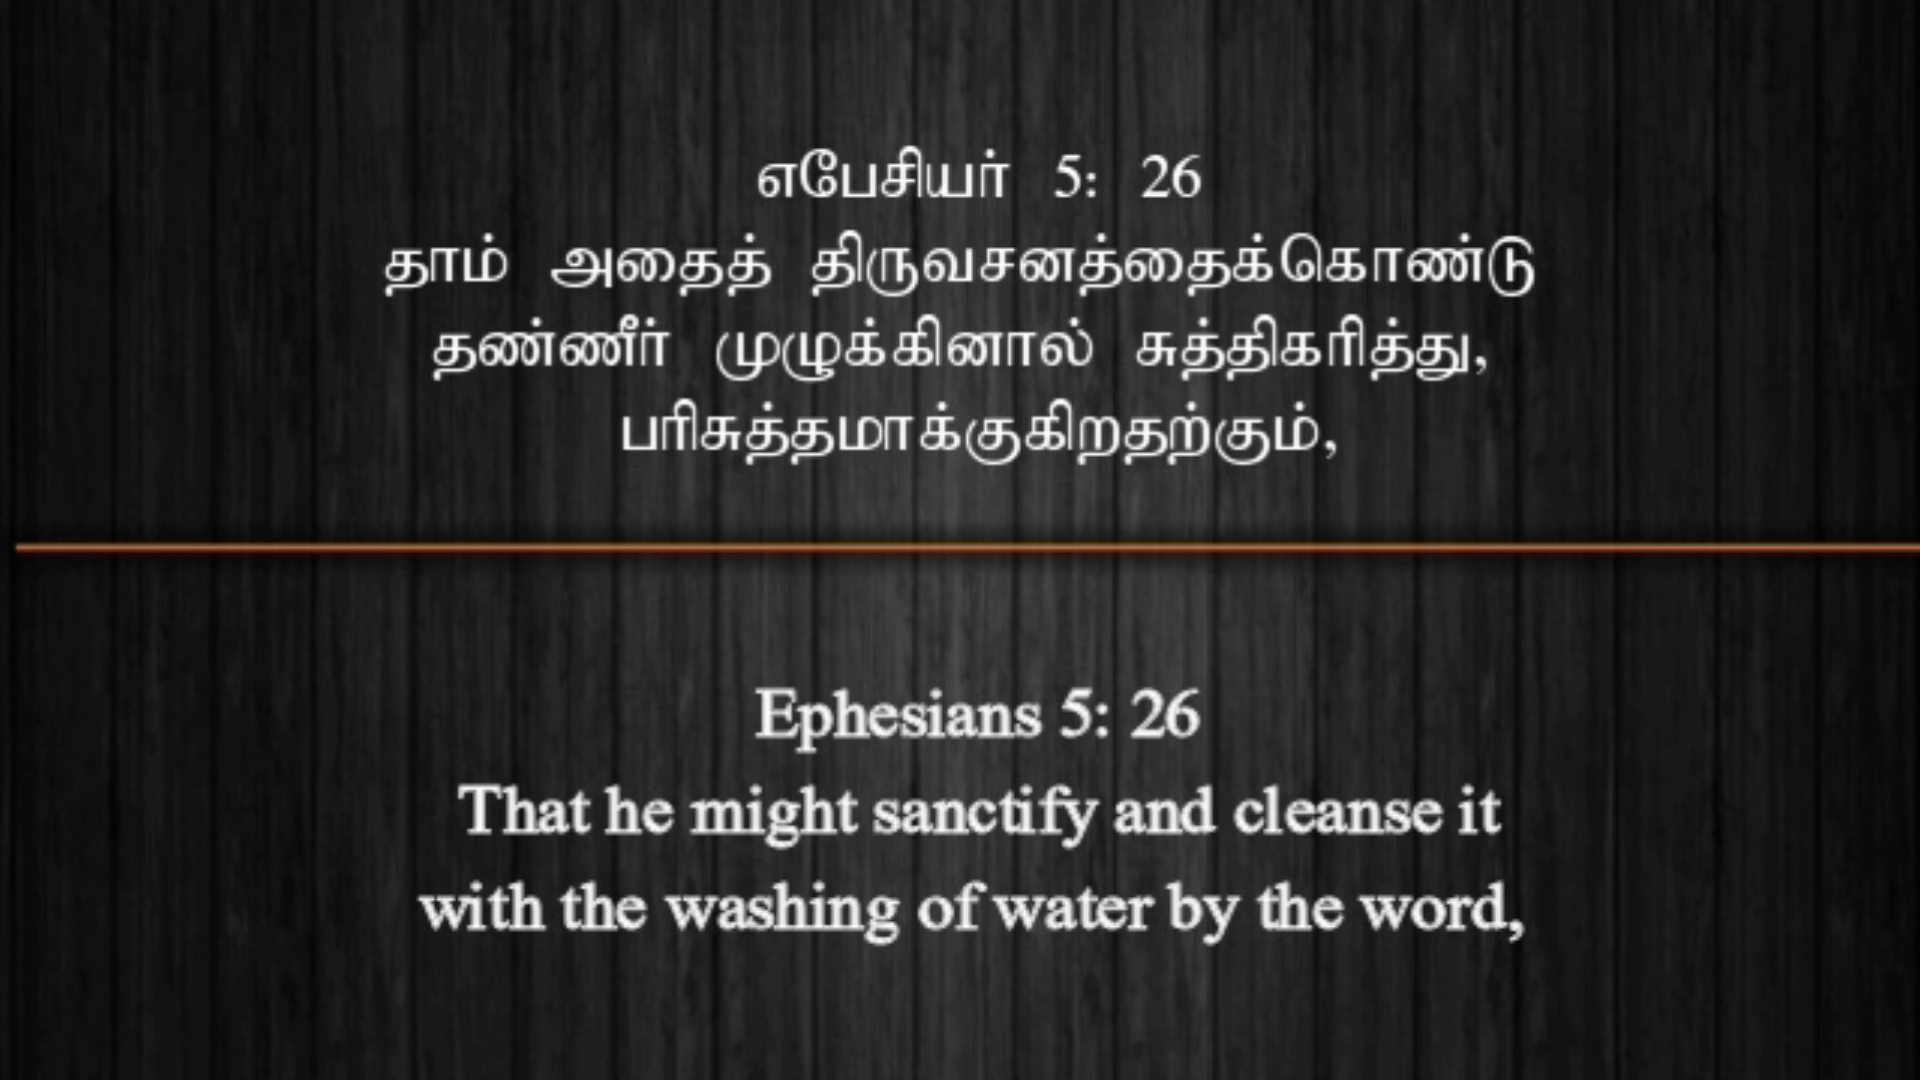 எபேசியர் 5: 26
தாம் அதைத் திருவசனத்தைக்கொண்டு
தண்ணீர் முழுக்கினால் சுத்திகரித்து,
பரிசுத்தமாக்குகிறதற்கும்,
Ephesians 5: 26
That he might sanctify and cleanse it
with the washing of water by the word,